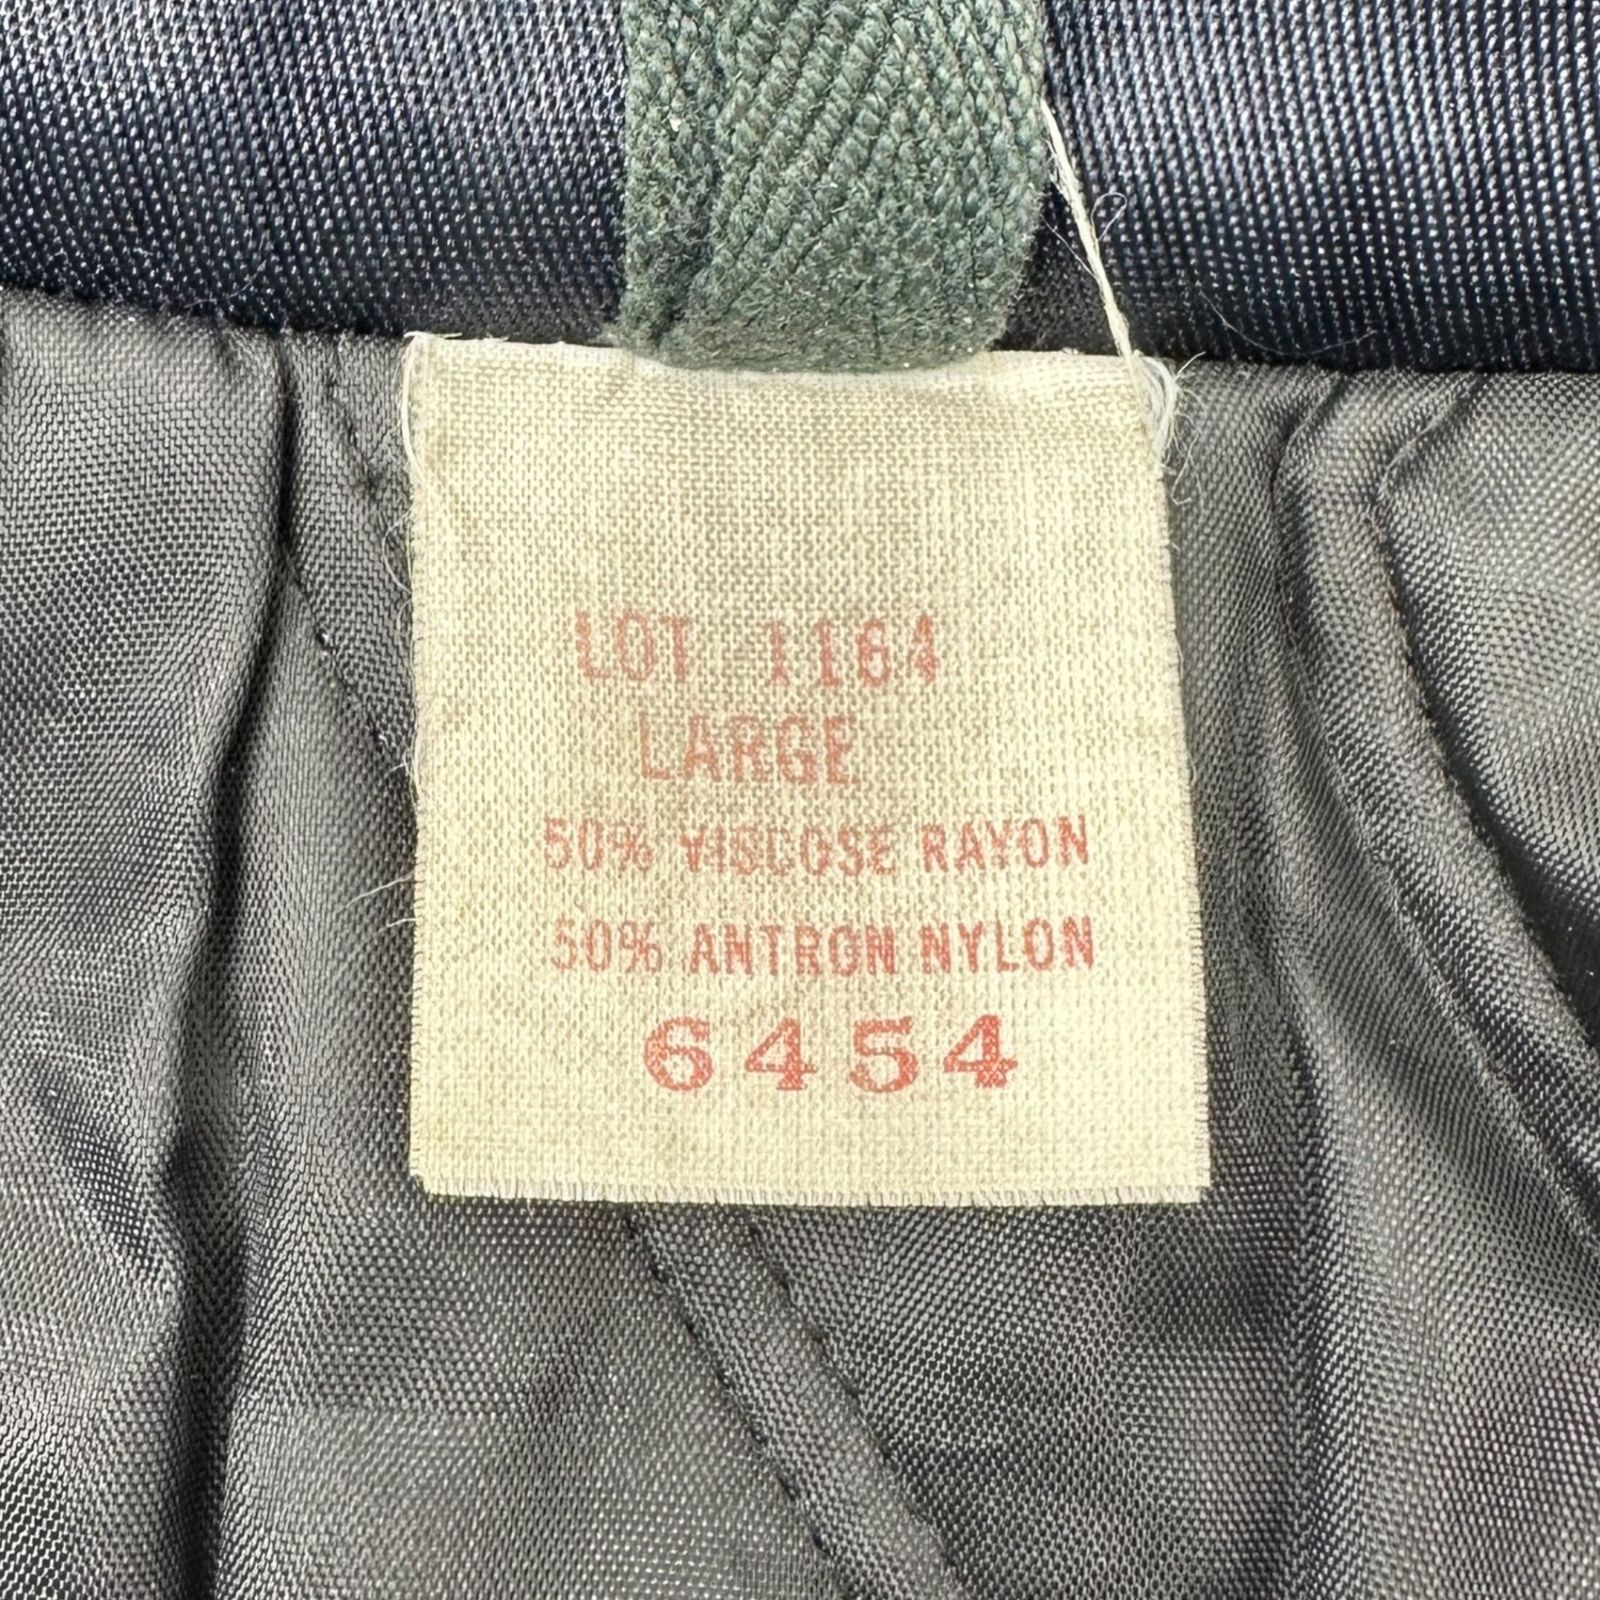 LOT 1164
LARGE
50% VISCOSE RAYON
50% ANTRON NYLON
6454